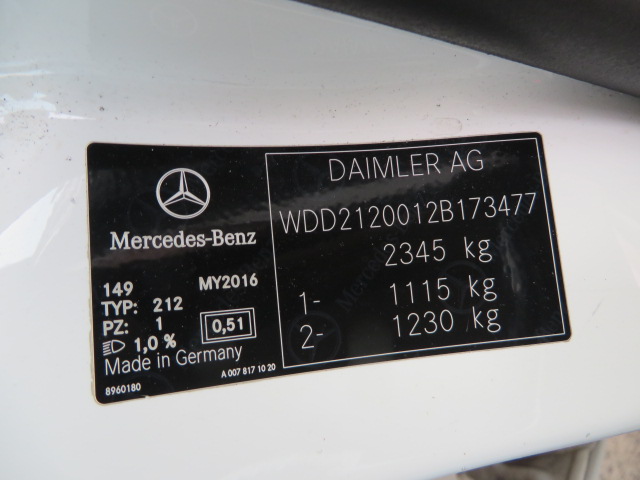 Mercedes-Benz
149 MY2016
TYP: 212
PZ: 1 0,51
1,0 %
Made in Germany
8960180 A 007 817 10 20
DAIMLER AG
WDD2120012B173477
2345 kg
1- 1115 kg
2- 1230 kg